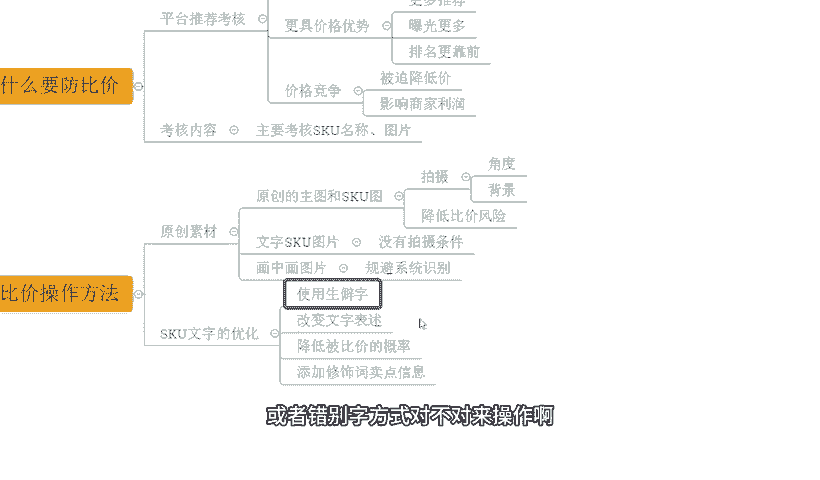 平台推荐考核
更具价格优势
曝光更多
排名更靠前
什么要防比价
价格竞争
被追降低价
影响商家利润
考核内容
主要考核SKU名称、图片
原创素材
原创的主图和SKU图
拍摄
角度
背景
降低比价风险
文字SKU图片
没有拍摄条件
画中画图片
规避系统识别
比价操作方法
SKU文字的优化
使用生僻字
改变文字表述
降低被比价的概率
添加修饰词卖点信息
或者错别字方式对不对来操作啊